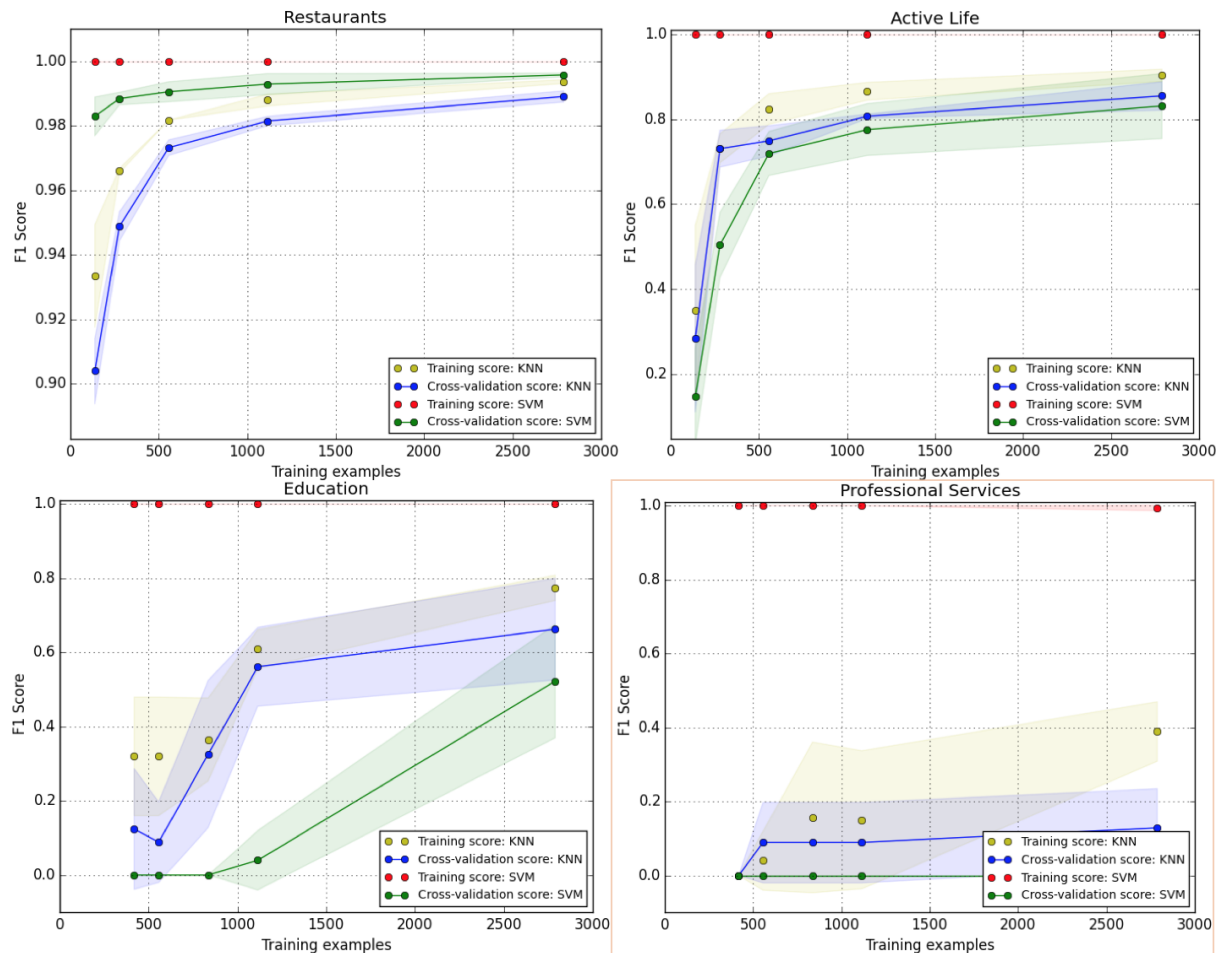 Restaurants
1.00
0.98
0.96
0.94
0.92
0.90
F1 Score
Training score: KNN
Cross-validation score: KNN
Training score: SVM
Cross-validation score: SVM
0 500 1000 1500 2000 2500 3000
Training examples
Active Life
1.0
0.8
0.6
0.4
0.2
F1 Score
Training score: KNN
Cross-validation score: KNN
Training score: SVM
Cross-validation score: SVM
0 500 1000 1500 2000 2500 3000
Training examples
Education
1.0
0.8
0.6
0.4
0.2
0.0
F1 Score
Training score: KNN
Cross-validation score: KNN
Training score: SVM
Cross-validation score: SVM
0 500 1000 1500 2000 2500 3000
Training examples
Professional Services
1.0
0.8
0.6
0.4
0.2
0.0
F1 Score
Training score: KNN
Cross-validation score: KNN
Training score: SVM
Cross-validation score: SVM
0 500 1000 1500 2000 2500 3000
Training examples